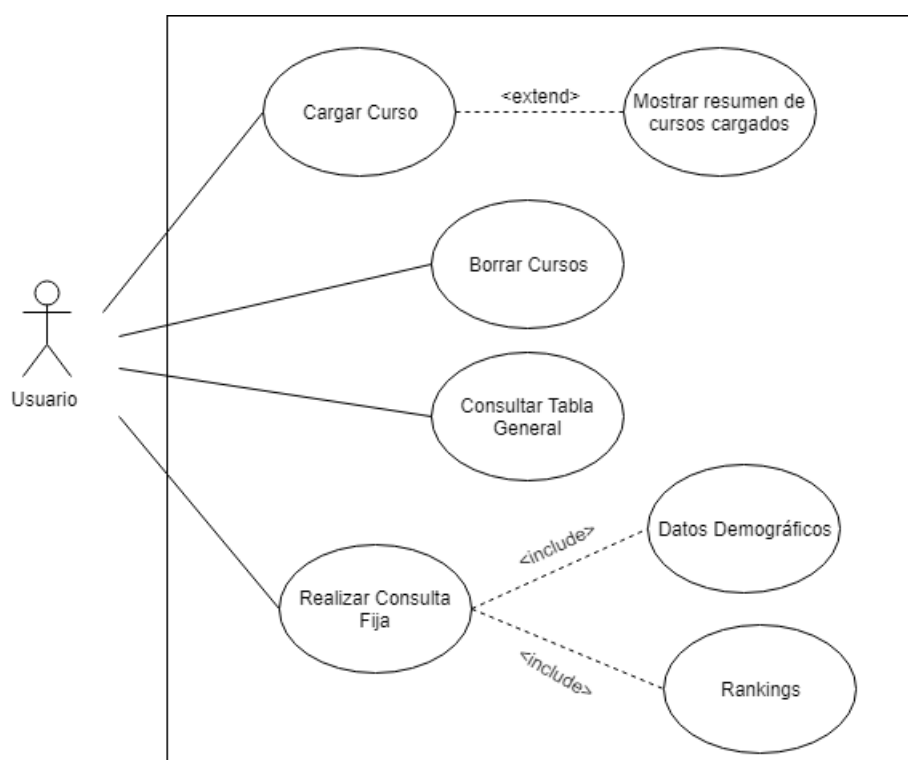 Cargar Curso
<extend>
Mostrar resumen de
cursos cargados
Borrar Cursos
Usuario
Consultar Tabla
General
Realizar Consulta
Fija
<include>
Datos Demográficos
<include>
Rankings